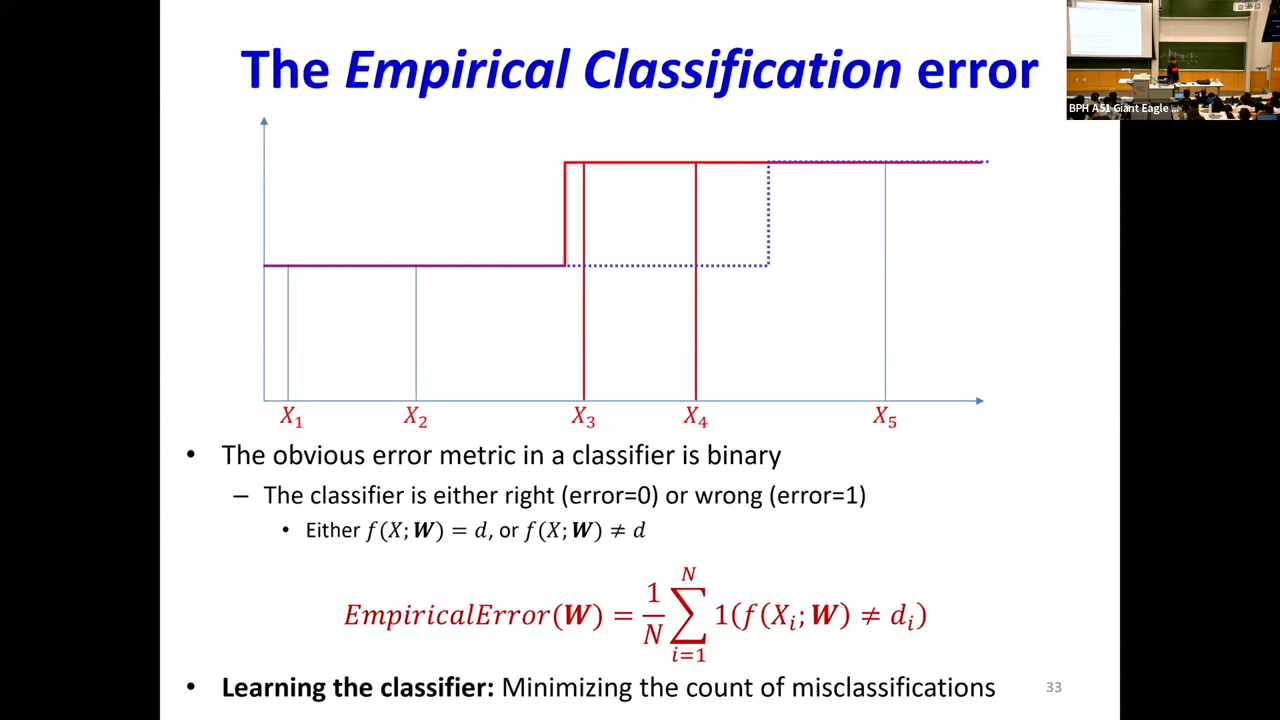 The Empirical Classification error
BPH A51 Giant Eagle ...
X₁ X₂ X₃ X₄ X₅
• The obvious error metric in a classifier is binary
– The classifier is either right (error=0) or wrong (error=1)
• Either f(X; W) = d, or f(X; W) ≠ d
EmpiricalError(W) = 1/N ∑_{i=1}^{N} 1(f(Xᵢ; W) ≠ dᵢ)
• Learning the classifier: Minimizing the count of misclassifications
33